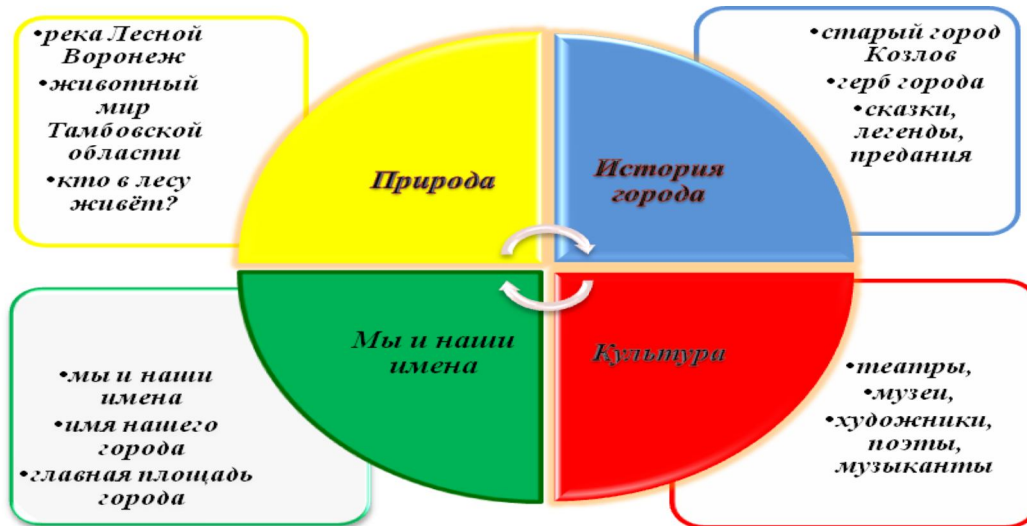 •река Лесной
Воронеж
•животный
мир
Тамбовской
области
•кто в лесу
живёт?
Природа
История
города
•старый город
Козлов
•герб города
•сказки,
легенды,
предания
•мы и наши
имена
•имя нашего
города
•главная площадь
города
Мы и наши
имена
Культура
•театры,
•музеи,
•художники,
поэты,
музыканты